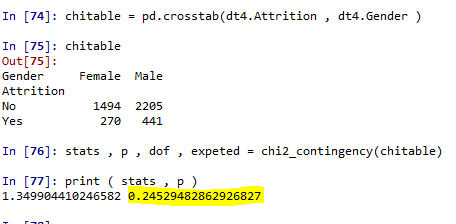 In [74]: chitable = pd.crosstab(dt4.Attrition , dt4.Gender )
In [75]: chitable
Out[75]:
Gender     Female  Male
Attrition
No           1494  2205
Yes           270   441
In [76]: stats , p , dof , expeted = chi2_contingency(chitable)
In [77]: print ( stats , p )
1.349904410246582 0.24529482862926827